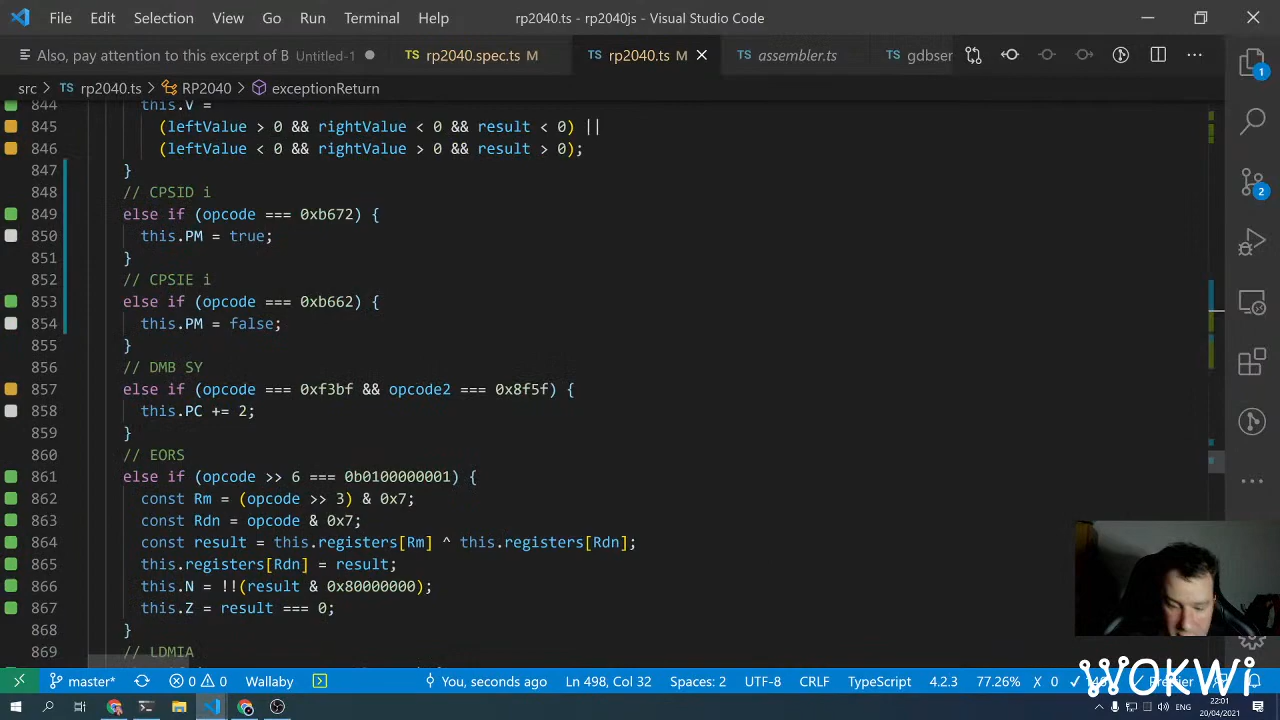 File Edit Selection View Go Run Terminal Help rp2040.ts - rp2040js - Visual Studio Code
Also, pay attention to this excerpt of B Untitled-1 rp2040.spec.ts M rp2040.ts M assembler.ts gdbser
src > TS rp2040.ts > RP2040 > exceptionReturn
844 this.V =
845 (leftValue > 0 && rightValue < 0 && result < 0) ||
846 (leftValue < 0 && rightValue > 0 && result > 0);
847 }
848 // CPSID i
849 else if (opcode === 0xb672) {
850 this.PM = true;
851 }
852 // CPSIE i
853 else if (opcode === 0xb662) {
854 this.PM = false;
855 }
856 // DMB SY
857 else if (opcode === 0xf3bf && opcode2 === 0x8f5f) {
858 this.PC += 2;
859 }
860 // EORS
861 else if (opcode >> 6 === 0b0100000001) {
862 const Rm = (opcode >> 3) & 0x7;
863 const Rdn = opcode & 0x7;
864 const result = this.registers[Rm] ^ this.registers[Rdn];
865 this.registers[Rdn] = result;
866 this.N = !!(result & 0x80000000);
867 this.Z = result === 0;
868 }
869 // LDMIA
master* 0 0 Wallaby You, seconds ago Ln 498, Col 32 Spaces: 2 UTF-8 CRLF TypeScript 4.2.3 77.26% × 0 Prettier
WOKWi
22:01
20/04/2021